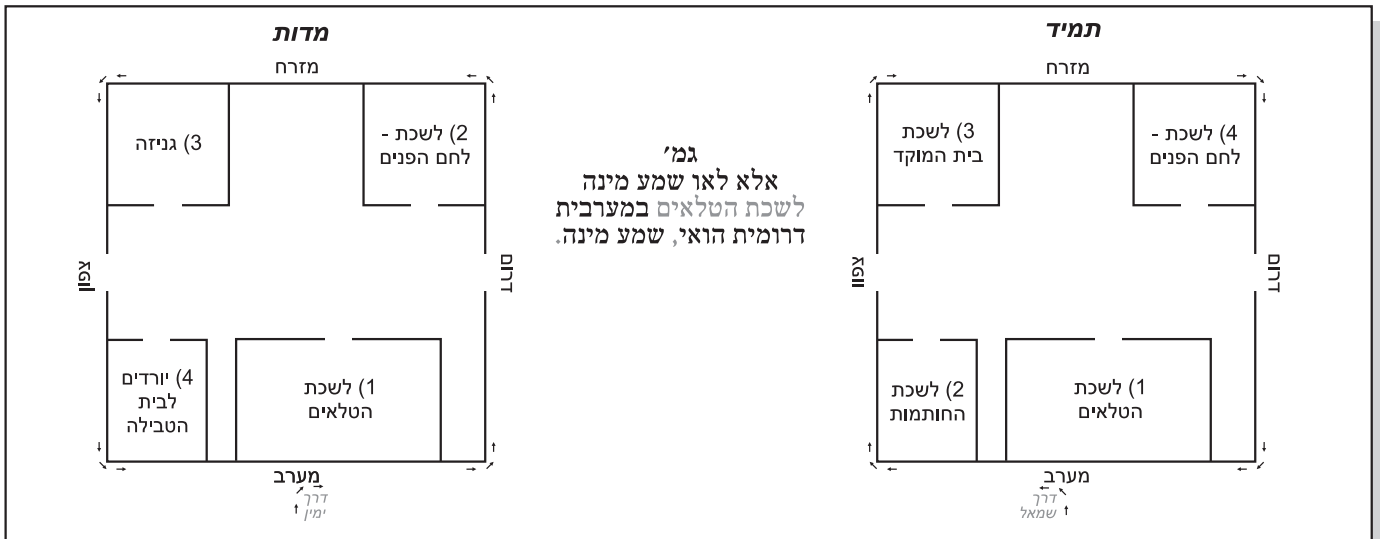 תמיד
מזרח
4) לשכת -
לחם הפנים
3) לשכת
בית המוקד
דרום
צפון
1) לשכת
הטלאים
2) לשכת
החותמות
מערב
דרך
שמאל
גמ'
אלא לאו שמע מינה
לשכת הטלאים במערבית
דרומית הואי, שמע מינה.
מדות
מזרח
2) לשכת -
לחם הפנים
3) גניזה
דרום
צפון
1) לשכת
הטלאים
4) יורדים
לבית
הטבילה
מערב
דרך
ימין